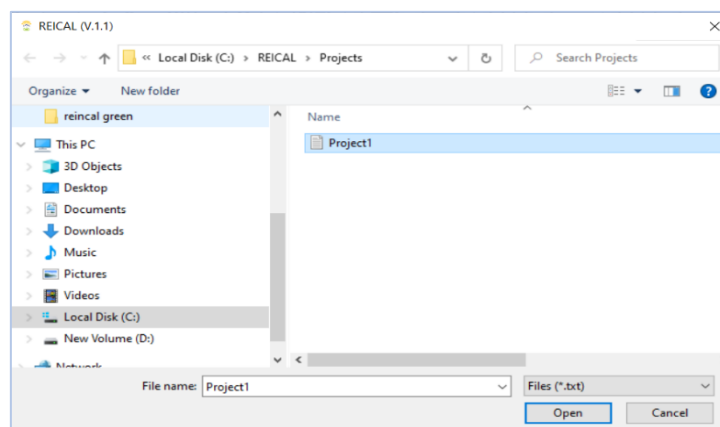 REICAL (V.1.1)
« Local Disk (C:) › REICAL › Projects
Search Projects
Organize
New folder
reincal green
This PC
3D Objects
Desktop
Documents
Downloads
Music
Pictures
Videos
Local Disk (C:)
New Volume (D:)
Network
Name
Project1
File name: Project1
Files (*.txt)
Open
Cancel